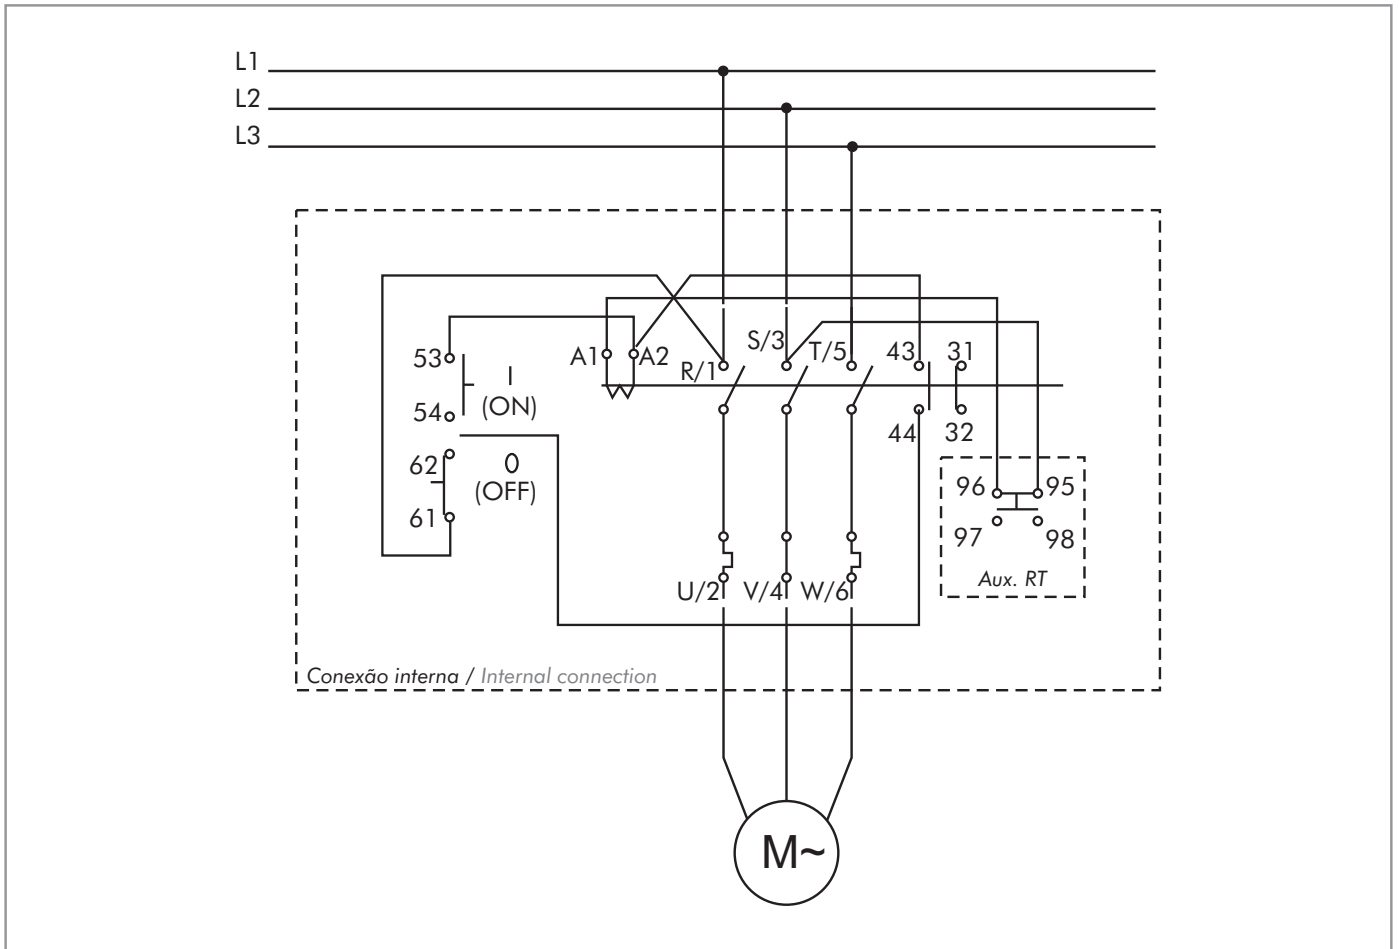 L1
L2
L3
S/3
T/5
43
31
53
A1
A2
R/1
I
(ON)
54
44
32
62
0
(OFF)
96
95
61
97
98
Aux. RT
U/2
V/4
W/6
Conexão interna / Internal connection
M~